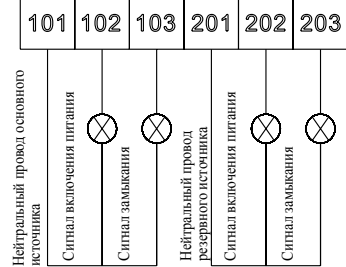 101 102 103 201 202 203
Нейтральный провод основного
источника
Сигнал включения питания
Сигнал замыкания
Нейтральный провод
резервного источника
Сигнал включения питания
Сигнал замыкания